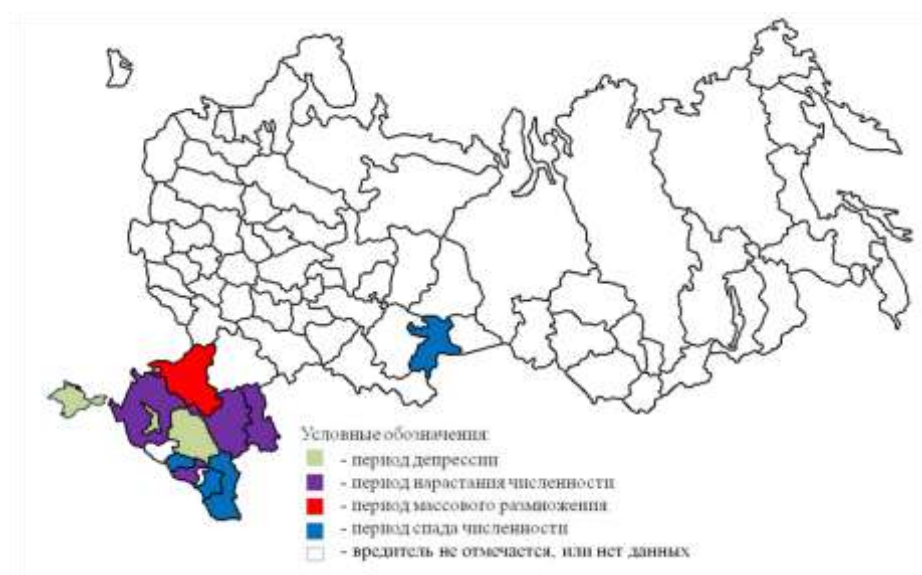 Условные обозначения:
- период депрессии
- период нарастания численности
- период массового размножения
- период спада численности
- вредитель не отмечается, или нет данных